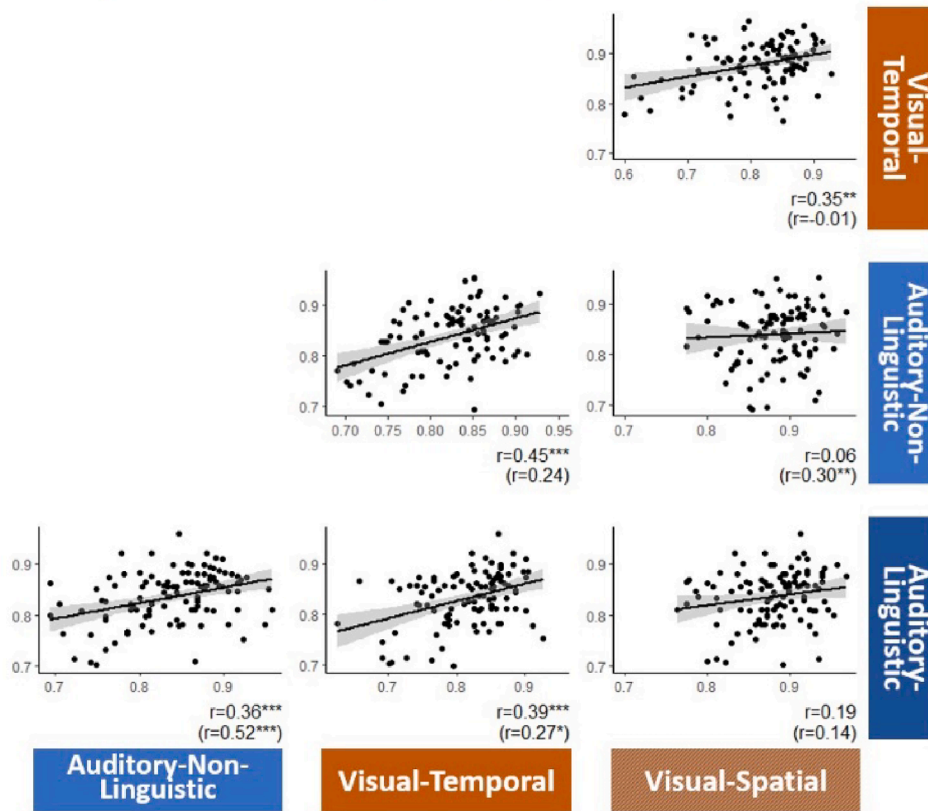 0.9
0.8
0.7
0.6 0.7 0.8 0.9
r=0.35**
(r=-0.01)
Visual-
Temporal
0.9
0.8
0.7
0.70 0.75 0.80 0.85 0.90 0.95
r=0.45***
(r=0.24)
0.9
0.8
0.7
0.7 0.8 0.9
r=0.06
(r=0.30**)
Auditory-Non-
Linguistic
0.9
0.8
0.7
0.7 0.8 0.9
r=0.36***
(r=0.52***)
0.9
0.8
0.7
0.7 0.8 0.9
r=0.39***
(r=0.27*)
0.9
0.8
0.7
0.7 0.8 0.9
r=0.19
(r=0.14)
Auditory-
Linguistic
Auditory-Non-
Linguistic
Visual-Temporal
Visual-Spatial